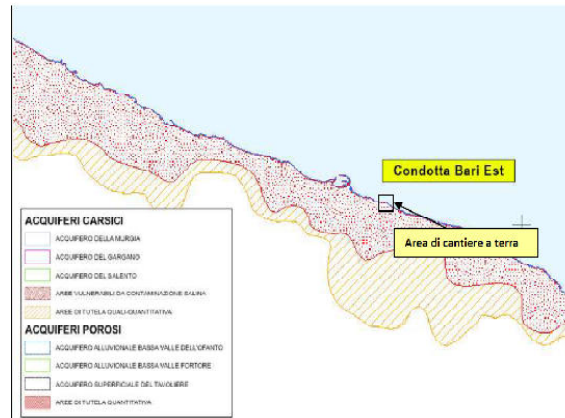 Condotta Bari Est
Area di cantiere a terra
ACQUIFERI CARSICI
ACQUIFERO DELLA MURGIA
ACQUIFERO DEL GARGANO
ACQUIFERO DEL SALENTO
AREE VULNERABILI DA CONTAMINAZIONE SALINA
AREE DI TUTELA QUALI-QUANTITATIVA
ACQUIFERI POROSI
ACQUIFERO ALLUVIONALE BASSA VALLE DELL'OFANTO
ACQUIFERO ALLUVIONALE BASSA VALLE FORTORE
ACQUIFERO SUPERFICIALE DEL TAVOLIERE
AREE DI TUTELA QUANTITATIVA